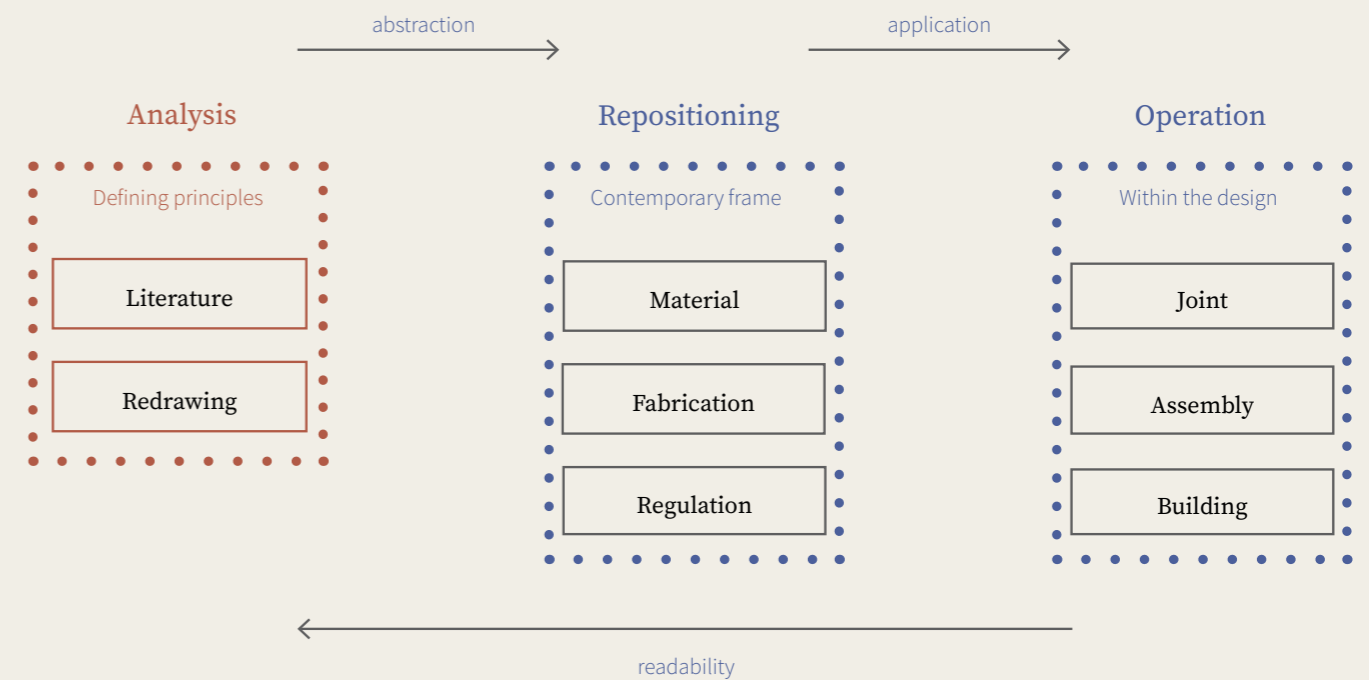 abstraction
application
Analysis
Repositioning
Operation
Defining principles
Contemporary frame
Within the design
Literature
Material
Joint
Redrawing
Fabrication
Assembly
Regulation
Building
readability